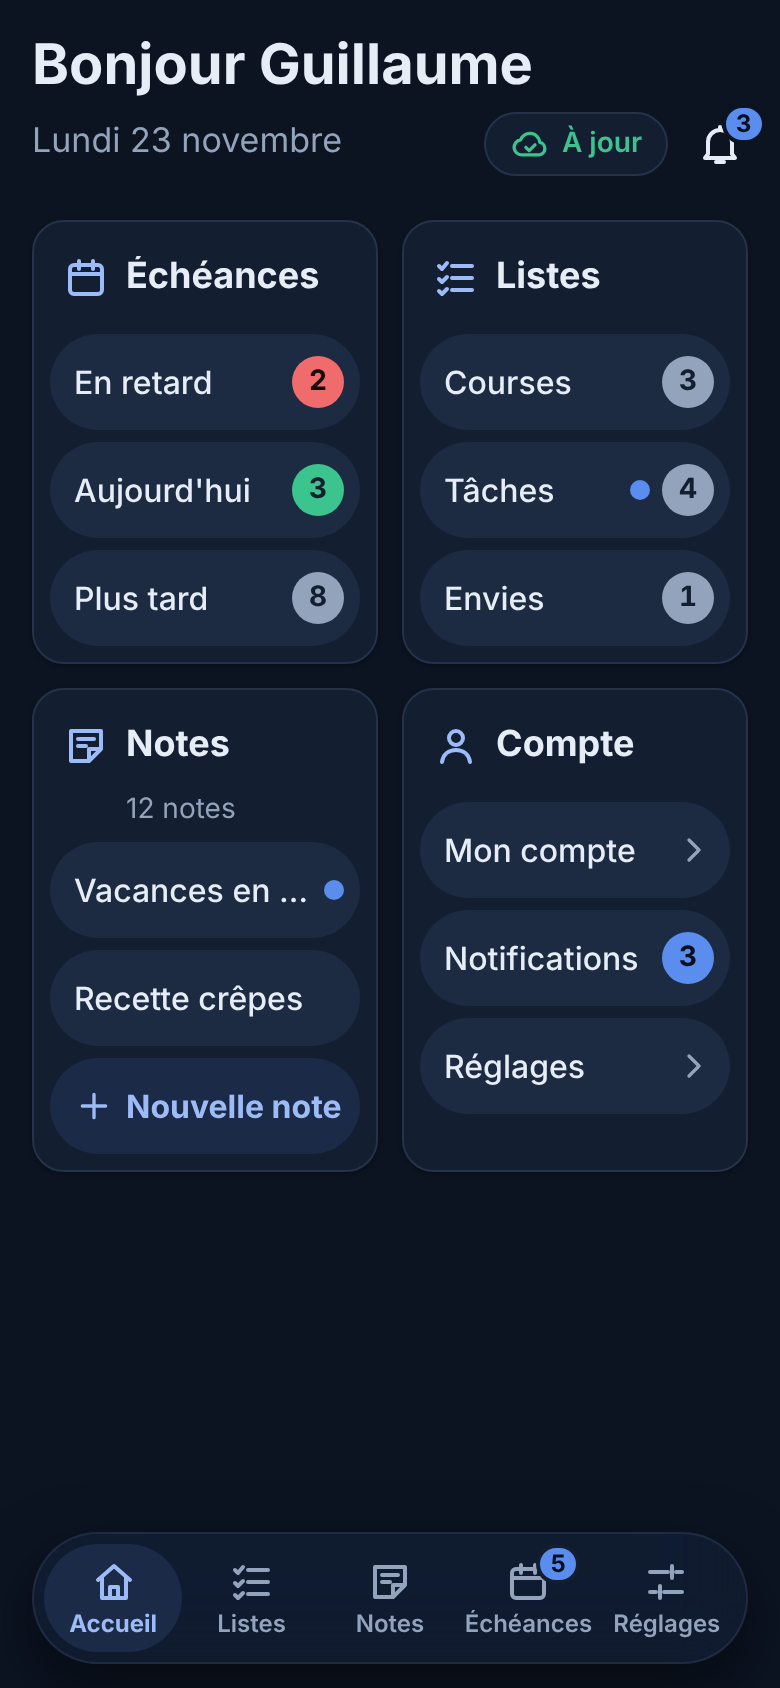 Bonjour Guillaume
Lundi 23 novembre
À jour
3
Échéances
En retard 2
Aujourd'hui 3
Plus tard 8
Listes
Courses 3
Tâches 4
Envies 1
Notes
12 notes
Vacances en ...
Recette crêpes
Nouvelle note
Compte
Mon compte
Notifications 3
Réglages
Accueil
Listes
Notes
5
Échéances
Réglages